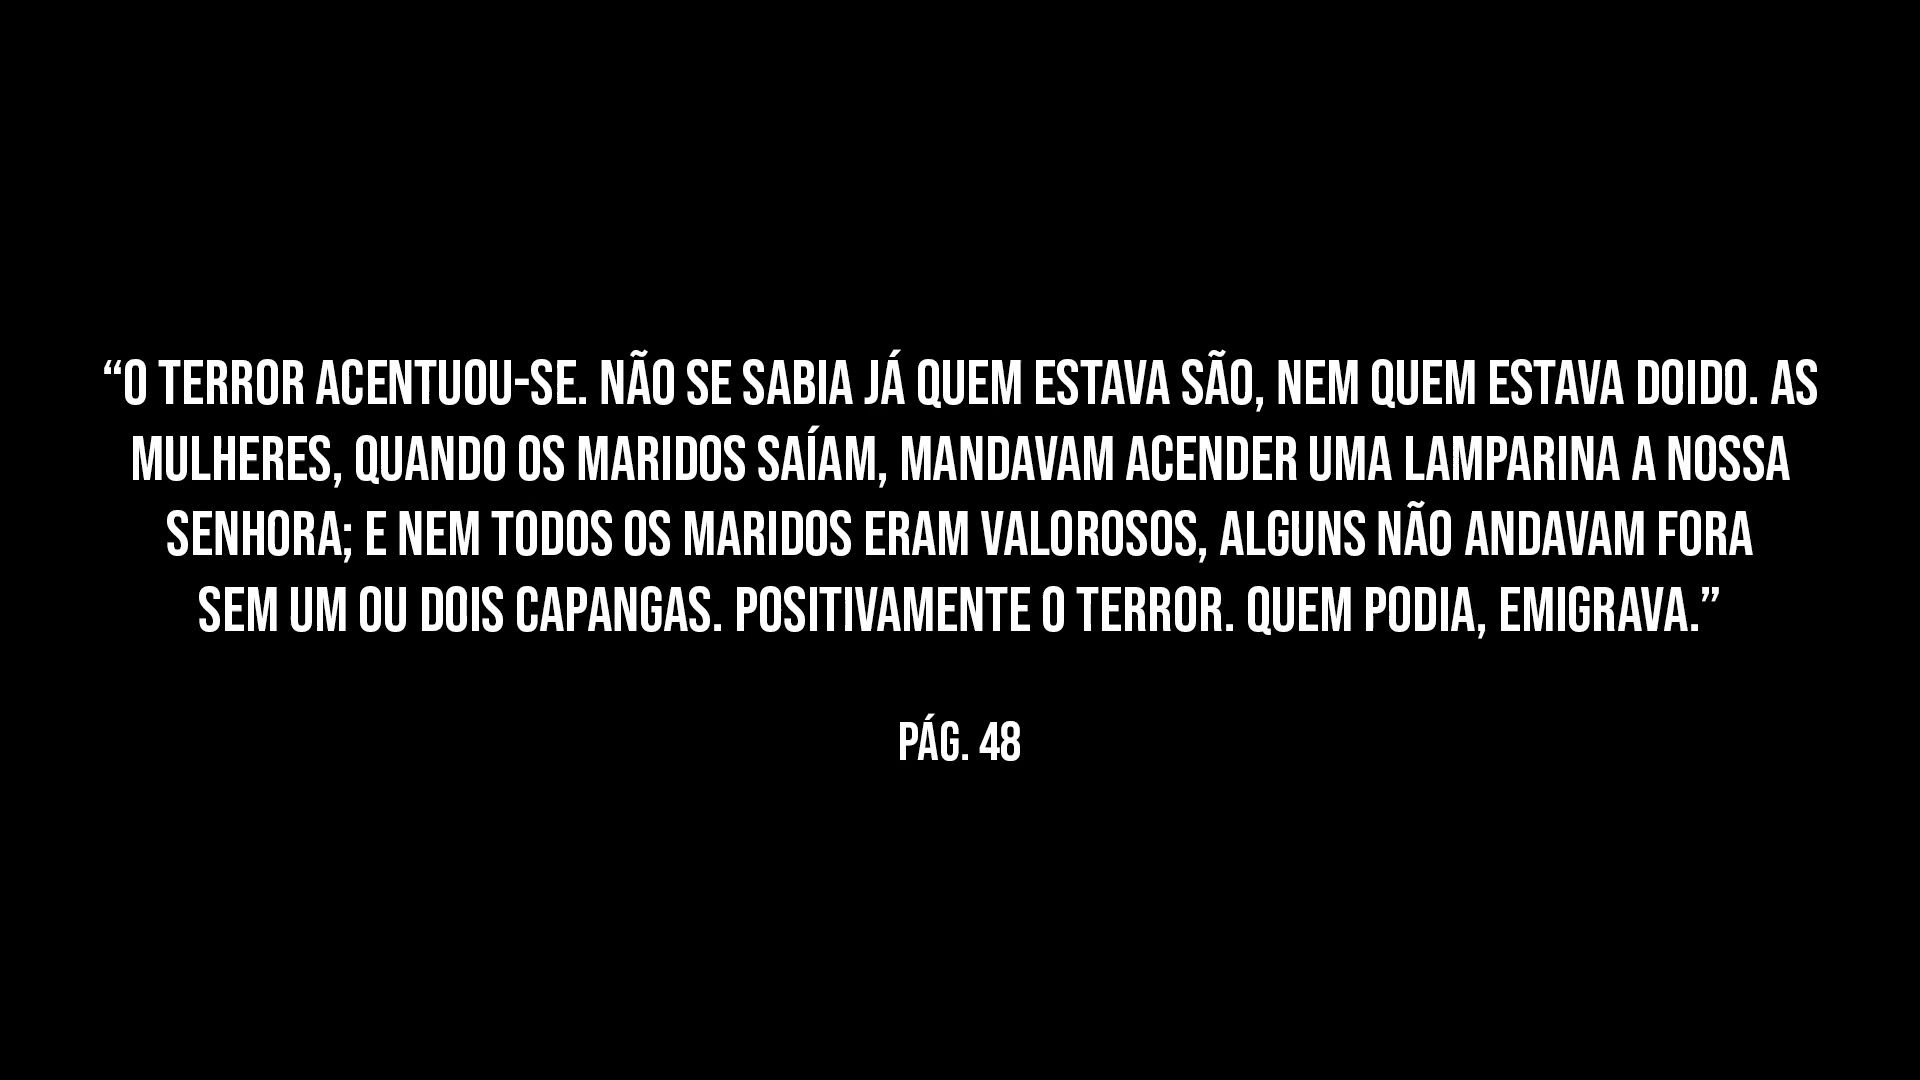 “O TERROR ACENTUOU-SE. NÃO SE SABIA JÁ QUEM ESTAVA SÃO, NEM QUEM ESTAVA DOIDO. AS
MULHERES, QUANDO OS MARIDOS SAÍAM, MANDAVAM ACENDER UMA LAMPARINA A NOSSA
SENHORA; E NEM TODOS OS MARIDOS ERAM VALOROSOS, ALGUNS NÃO ANDAVAM FORA
SEM UM OU DOIS CAPANGAS. POSITIVAMENTE O TERROR. QUEM PODIA, EMIGRAVA.”
PÁG. 48